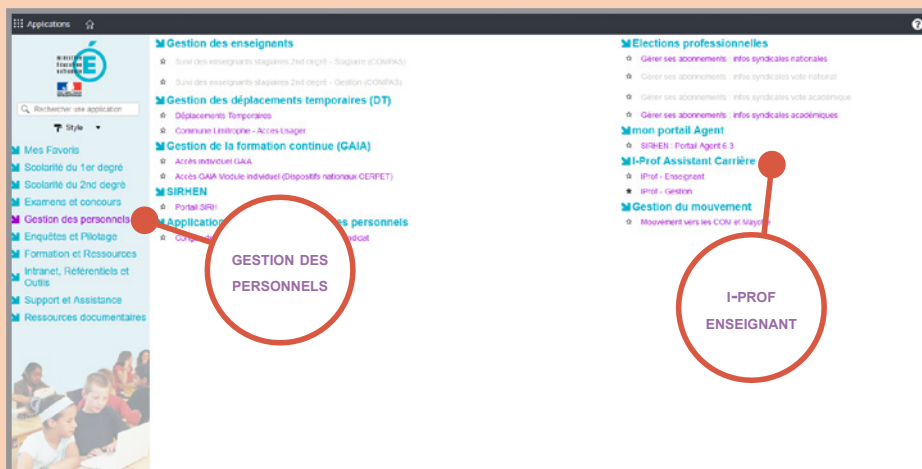 Applications
?
MINISTÈRE
ÉDUCATION
NATIONALE
Rechercher une application
Style
Mes Favoris
Scolarité du 1er degré
Scolarité du 2nd degré
Examens et concours
Gestion des personnels
Enquêtes et Pilotage
Formation et Ressources
Intranet, Référentiels et
Outils
Support et Assistance
Ressources documentaires
Gestion des enseignants
Suivi des enseignants stagiaires 2nd degré - Stagiaire (COMPAS)
Suivi des enseignants stagiaires 2nd degré - Gestion (COMPAS)
Gestion des déplacements temporaires (DT)
Déplacements Temporaires
Commune Limitrophe - Acces Usager
Gestion de la formation continue (GAIA)
Accès individuel GAIA
Accès GAIA Module individuel (Dispositifs nationaux CERPET)
SIRHEN
Portail SIRH
Application
s personnels
GESTION DES
PERSONNELS
Elections professionnelles
Gérer ses abonnements : infos syndicales nationales
Gérer ses abonnements : infos syndicales vote national
Gérer ses abonnements : infos syndicales vote académique
Gérer ses abonnements : infos syndicales académiques
mon portail Agent
SIRHEN : Portail Agent 6.3
I-Prof Assistant Carrière
IProf - Enseignant
IProf - Gestion
Gestion du mouvement
Mouvement vers les COM et Mayotte
I-PROF
ENSEIGNANT